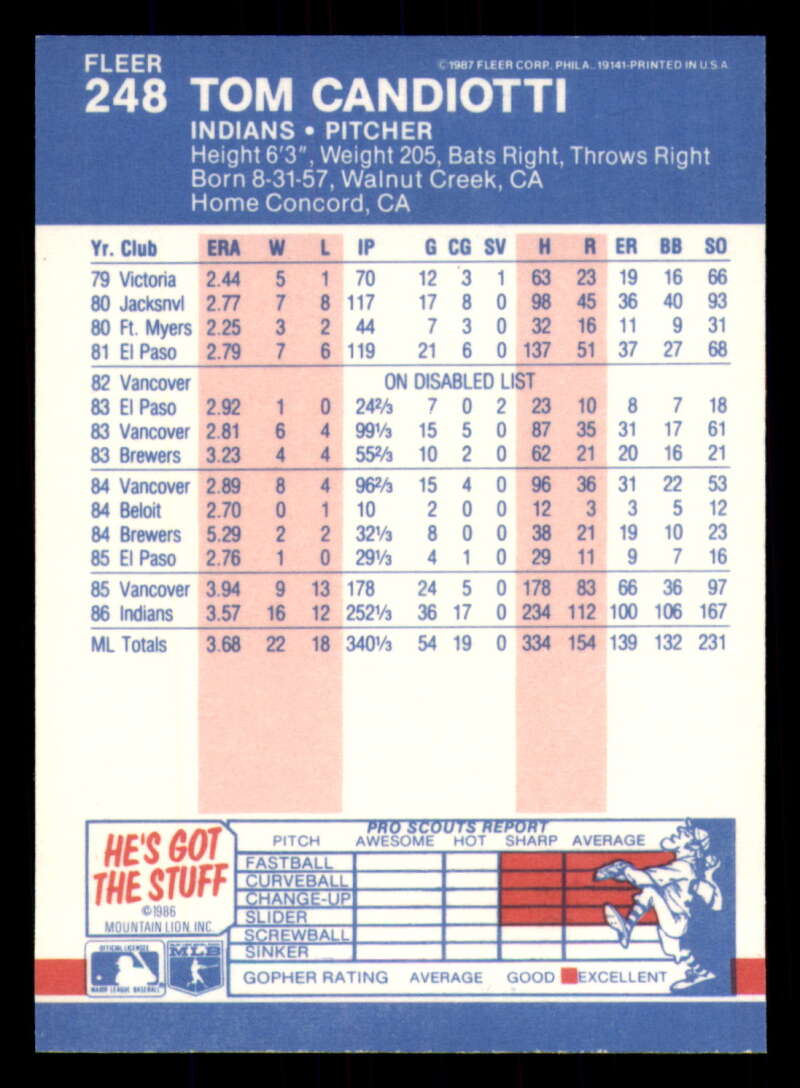 FLEER
©1987 FLEER CORP. PHILA., 19141-PRINTED IN U.S.A.
248 TOM CANDIOTTI
INDIANS • PITCHER
Height 6'3", Weight 205, Bats Right, Throws Right
Born 8-31-57, Walnut Creek, CA
Home Concord, CA
Yr. Club ERA W L IP G CG SV H R ER BB SO
79 Victoria 2.44 5 1 70 12 3 1 63 23 19 16 66
80 Jacksnvl 2.77 7 8 117 17 8 0 98 45 36 40 93
80 Ft. Myers 2.25 3 2 44 7 3 0 32 16 11 9 31
81 El Paso 2.79 7 6 119 21 6 0 137 51 37 27 68
82 Vancover ON DISABLED LIST
83 El Paso 2.92 1 0 24⅔ 7 0 2 23 10 8 7 18
83 Vancover 2.81 6 4 99⅓ 15 5 0 87 35 31 17 61
83 Brewers 3.23 4 4 55⅔ 10 2 0 62 21 20 16 21
84 Vancover 2.89 8 4 96⅔ 15 4 0 96 36 31 22 53
84 Beloit 2.70 0 1 10 2 0 0 12 3 3 5 12
84 Brewers 5.29 2 2 32⅓ 8 0 0 38 21 19 10 23
85 El Paso 2.76 1 0 29⅓ 4 1 0 29 11 9 7 16
85 Vancover 3.94 9 13 178 24 5 0 178 83 66 36 97
86 Indians 3.57 16 12 252⅓ 36 17 0 234 112 100 106 167
ML Totals 3.68 22 18 340⅓ 54 19 0 334 154 139 132 231
HE'S GOT
THE STUFF
©1986
MOUNTAIN LION, INC.
OFFICIAL LICENSEE
MAJOR LEAGUE BASEBALL
MLB
PRO SCOUTS REPORT
PITCH AWESOME HOT SHARP AVERAGE
FASTBALL
CURVEBALL
CHANGE-UP
SLIDER
SCREWBALL
SINKER
GOPHER RATING AVERAGE GOOD EXCELLENT